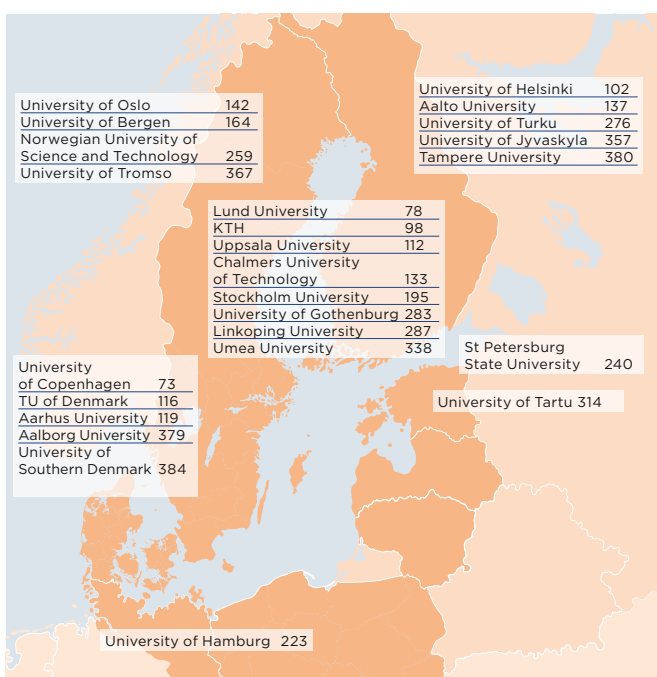 University of Oslo 142
University of Bergen 164
Norwegian University of
Science and Technology 259
University of Tromso 367
University of Helsinki 102
Aalto University 137
University of Turku 276
University of Jyvaskyla 357
Tampere University 380
Lund University 78
KTH 98
Uppsala University 112
Chalmers University
of Technology 133
Stockholm University 195
University of Gothenburg 283
Linkoping University 287
Umea University 338
St Petersburg
State University 240
University
of Copenhagen 73
TU of Denmark 116
Aarhus University 119
Aalborg University 379
University of
Southern Denmark 384
University of Tartu 314
University of Hamburg 223